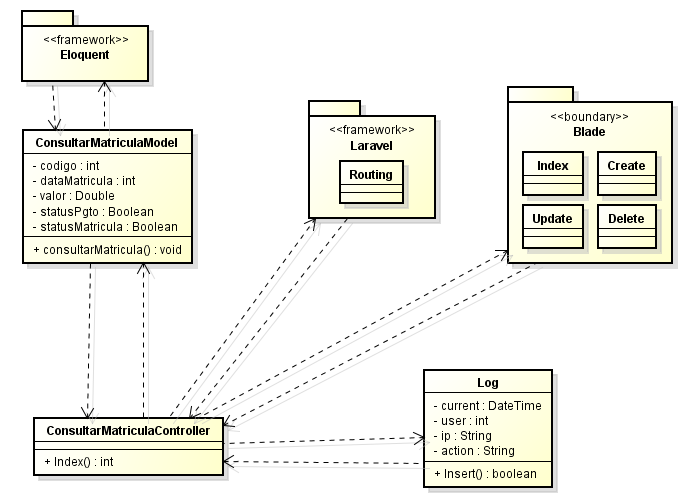 <<framework>>
Eloquent
ConsultarMatriculaModel
- codigo : int
- dataMatricula : int
- valor : Double
- statusPgto : Boolean
- statusMatricula : Boolean
+ consultarMatricula() : void
<<framework>>
Laravel
Routing
<<boundary>>
Blade
Index
Create
Update
Delete
ConsultarMatriculaController
+ Index() : int
Log
- current : DateTime
- user : int
- ip : String
- action : String
+ Insert() : boolean